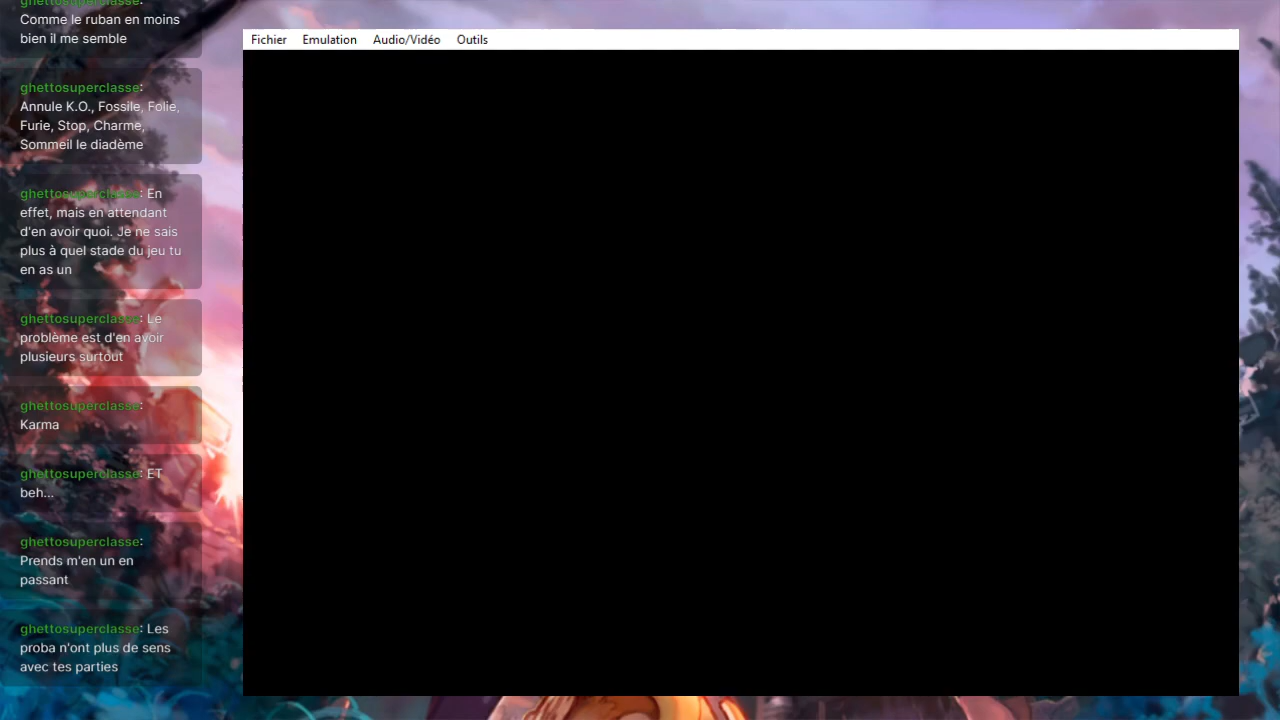 ghettosuperclasse:
Comme le ruban en moins
bien il me semble
ghettosuperclasse:
Annule K.O., Fossile, Folie,
Furie, Stop, Charme,
Sommeil le diadème
ghettosuperclasse: En
effet, mais en attendant
d'en avoir quoi. Je ne sais
plus à quel stade du jeu tu
en as un
ghettosuperclasse: Le
problème est d'en avoir
plusieurs surtout
ghettosuperclasse:
Karma
ghettosuperclasse: ET
beh...
ghettosuperclasse:
Prends m'en un en
passant
ghettosuperclasse: Les
proba n'ont plus de sens
avec tes parties
Fichier Emulation Audio/Vidéo Outils